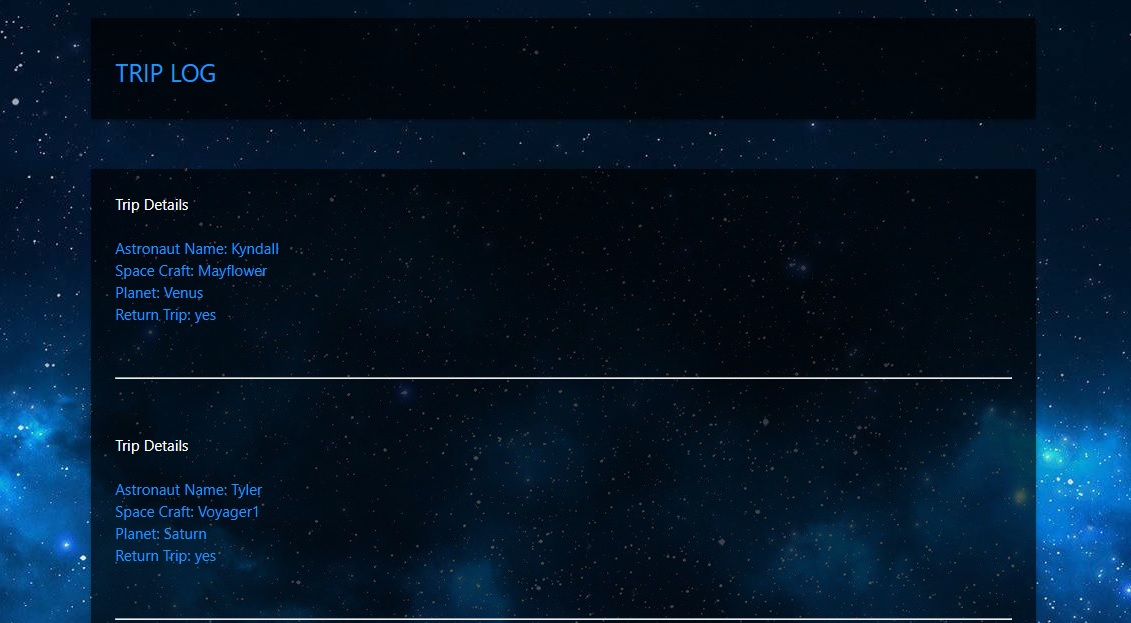 TRIP LOG
Trip Details
Astronaut Name: Kyndall
Space Craft: Mayflower
Planet: Venus
Return Trip: yes
Trip Details
Astronaut Name: Tyler
Space Craft: Voyager1
Planet: Saturn
Return Trip: yes